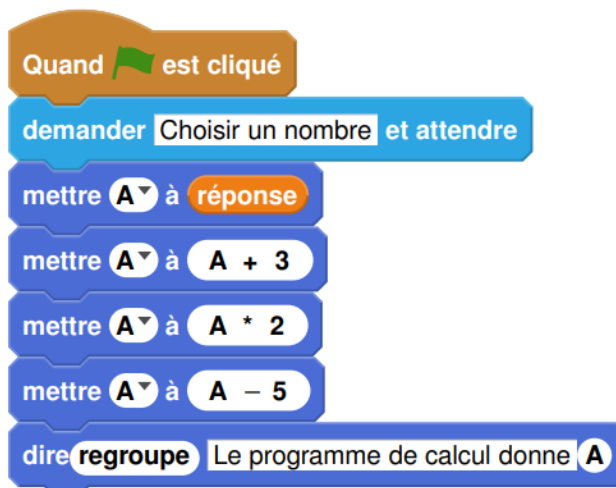 Quand est cliqué
demander Choisir un nombre et attendre
mettre A à réponse
mettre A à A + 3
mettre A à A * 2
mettre A à A − 5
dire regroupe Le programme de calcul donne A